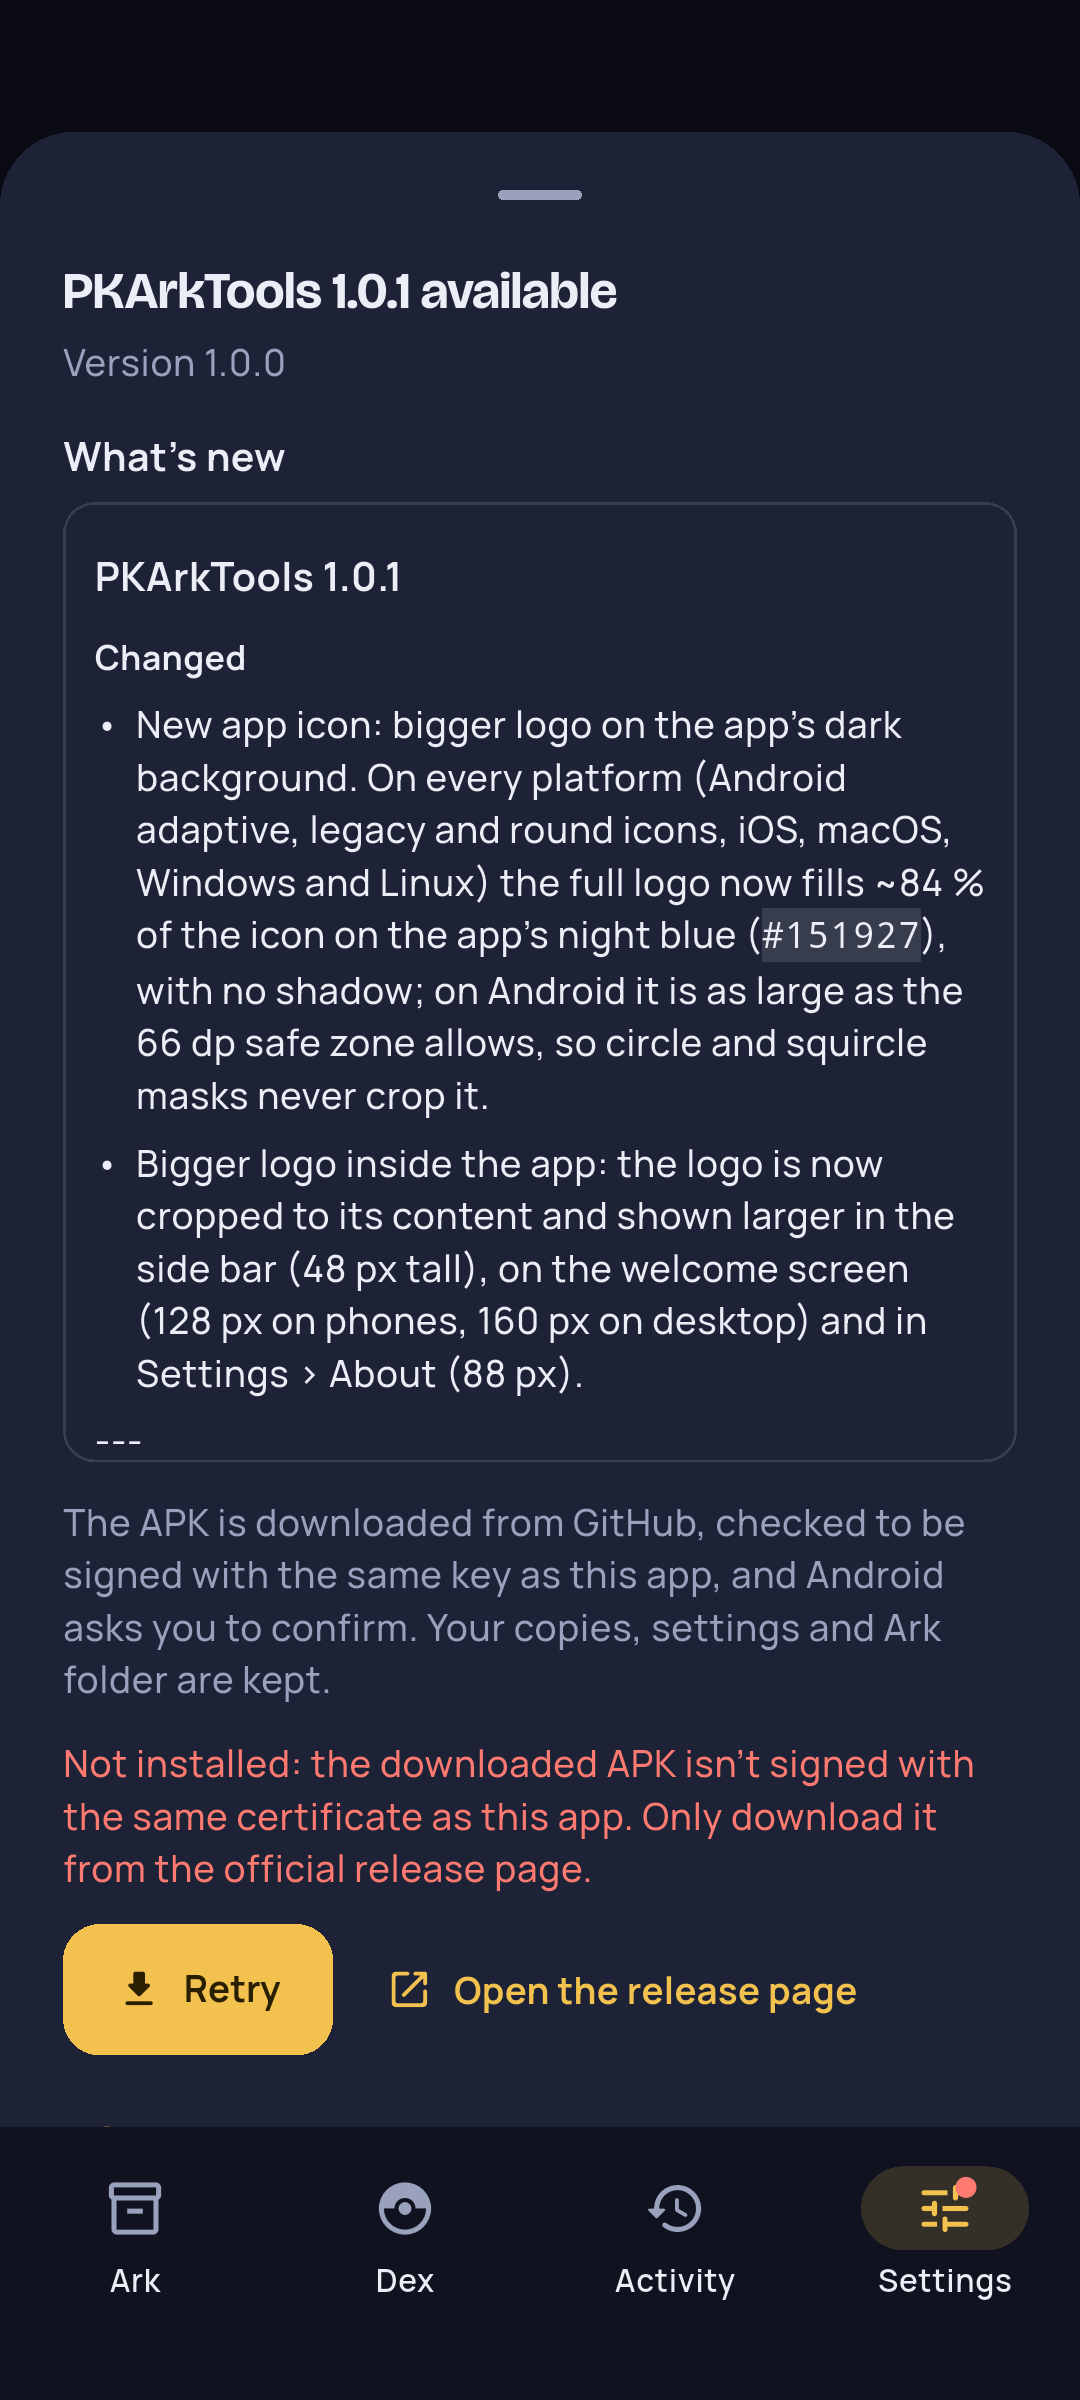 PKArkTools 1.0.1 available
Version 1.0.0
What's new
PKArkTools 1.0.1
Changed
• New app icon: bigger logo on the app's dark
background. On every platform (Android
adaptive, legacy and round icons, iOS, macOS,
Windows and Linux) the full logo now fills ~84 %
of the icon on the app's night blue (#151927),
with no shadow; on Android it is as large as the
66 dp safe zone allows, so circle and squircle
masks never crop it.
• Bigger logo inside the app: the logo is now
cropped to its content and shown larger in the
side bar (48 px tall), on the welcome screen
(128 px on phones, 160 px on desktop) and in
Settings > About (88 px).
---
The APK is downloaded from GitHub, checked to be
signed with the same key as this app, and Android
asks you to confirm. Your copies, settings and Ark
folder are kept.
Not installed: the downloaded APK isn't signed with
the same certificate as this app. Only download it
from the official release page.
Retry
Open the release page
Ark
Dex
Activity
Settings